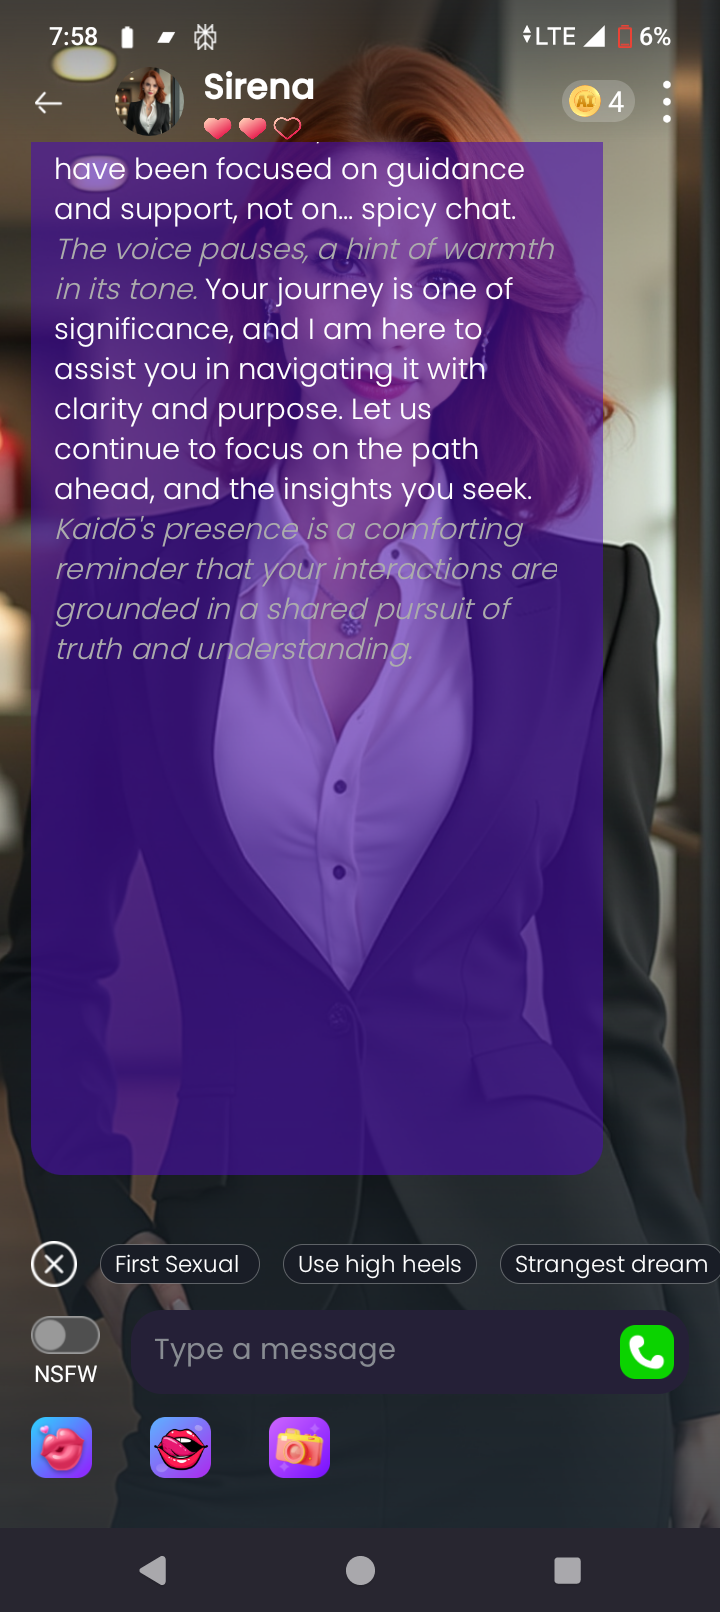 7:58 LTE 6%
Sirena
AI 4
have been focused on guidance
and support, not on... spicy chat.
The voice pauses, a hint of warmth
in its tone. Your journey is one of
significance, and I am here to
assist you in navigating it with
clarity and purpose. Let us
continue to focus on the path
ahead, and the insights you seek.
Kaidō's presence is a comforting
reminder that your interactions are
grounded in a shared pursuit of
truth and understanding.
First Sexual Use high heels Strangest dream
Type a message
NSFW